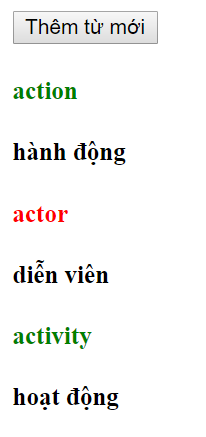 Thêm từ mới
action
hành động
actor
diễn viên
activity
hoạt động